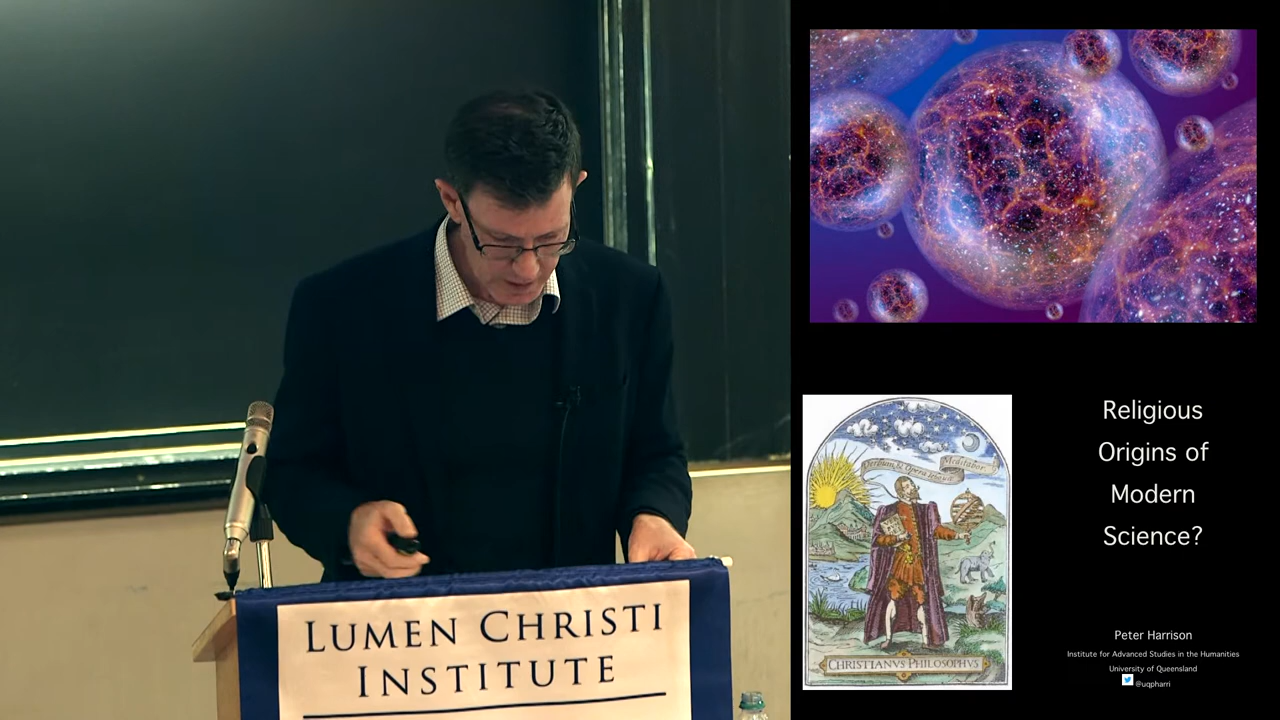 LUMEN CHRISTI
INSTITUTE
Meditabor
CHRISTIANVS PHILOSOPHVS
Religious
Origins of
Modern
Science?
Peter Harrison
Institute for Advanced Studies in the Humanities
University of Queensland
@uqpharri